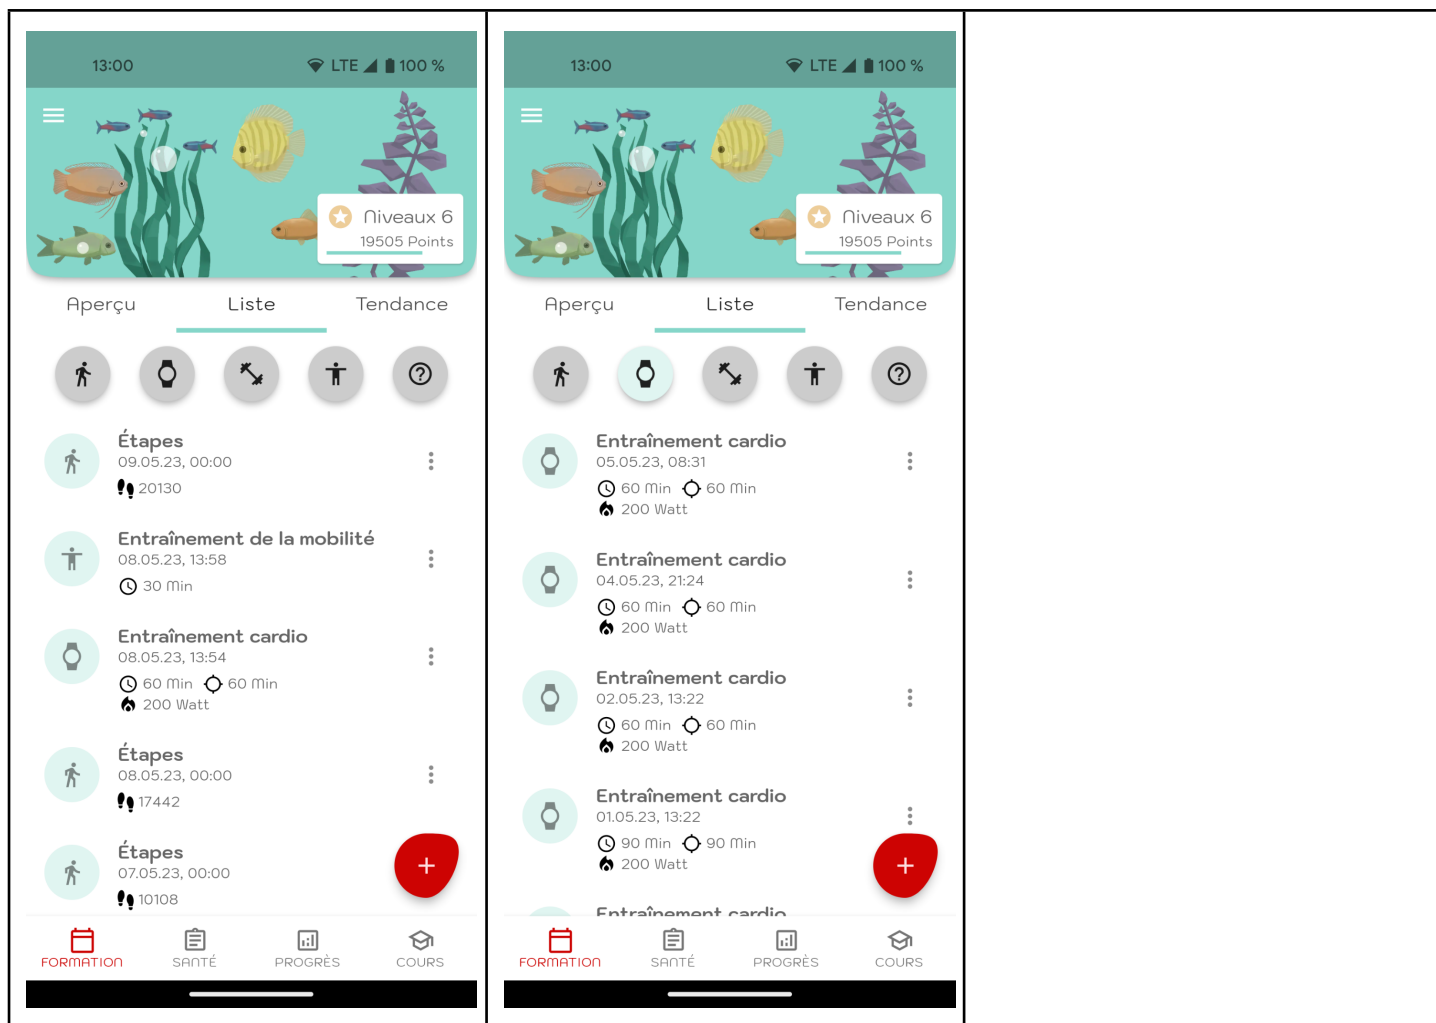 13:00 LTE 100 %
Niveaux 6
19505 Points
Aperçu Liste Tendance
Étapes
09.05.23, 00:00
20130
Entraînement de la mobilité
08.05.23, 13:58
30 Min
Entraînement cardio
08.05.23, 13:54
60 Min 60 Min
200 Watt
Étapes
08.05.23, 00:00
17442
Étapes
07.05.23, 00:00
10108
FORMATION SANTÉ PROGRÈS COURS
13:00 LTE 100 %
Niveaux 6
19505 Points
Aperçu Liste Tendance
Entraînement cardio
05.05.23, 08:31
60 Min 60 Min
200 Watt
Entraînement cardio
04.05.23, 21:24
60 Min 60 Min
200 Watt
Entraînement cardio
02.05.23, 13:22
60 Min 60 Min
200 Watt
Entraînement cardio
01.05.23, 13:22
90 Min 90 Min
200 Watt
Entraînement cardio
FORMATION SANTÉ PROGRÈS COURS